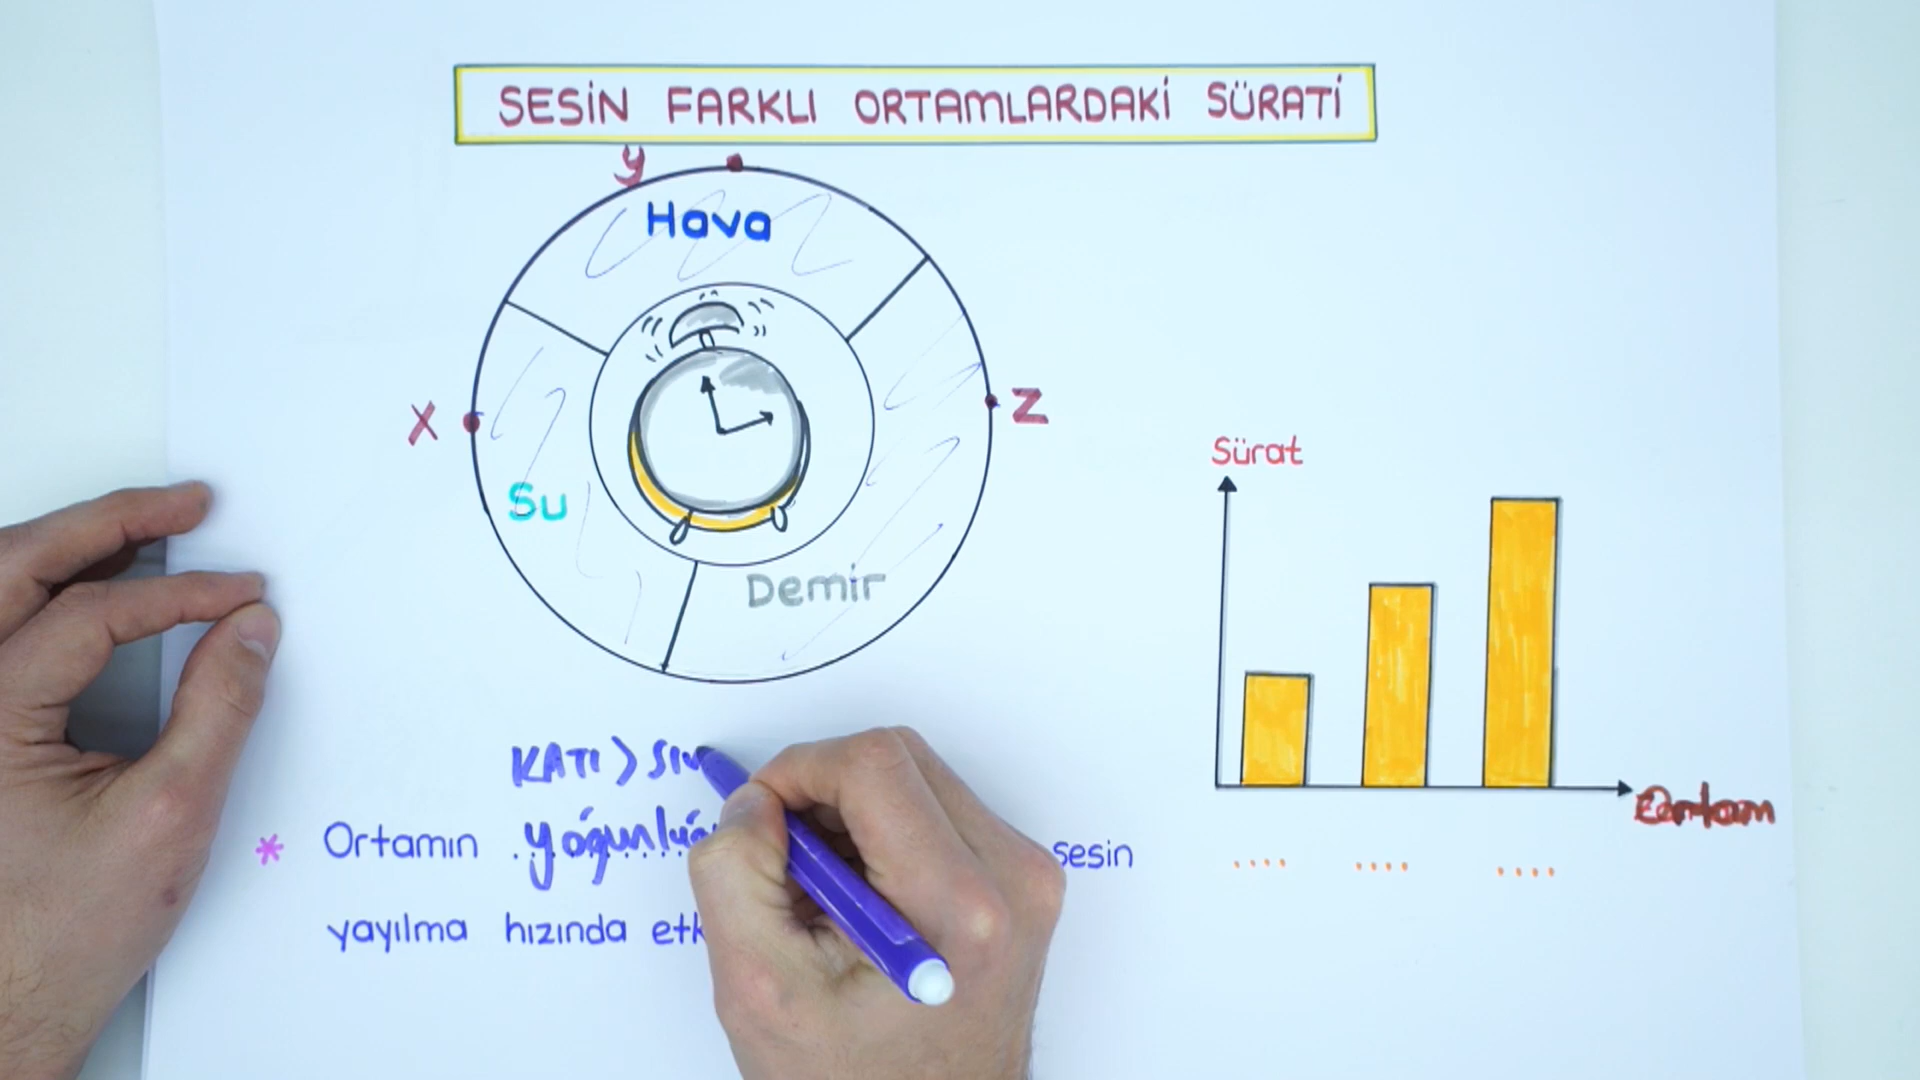 SESİN FARKLI ORTAMLARDAKİ SÜRATİ
y
Hava
X
Z
Su
Demir
Sürat
Ortam
KATI > SIV
* Ortamın yoğunluğ sesin
yayılma hızında etk